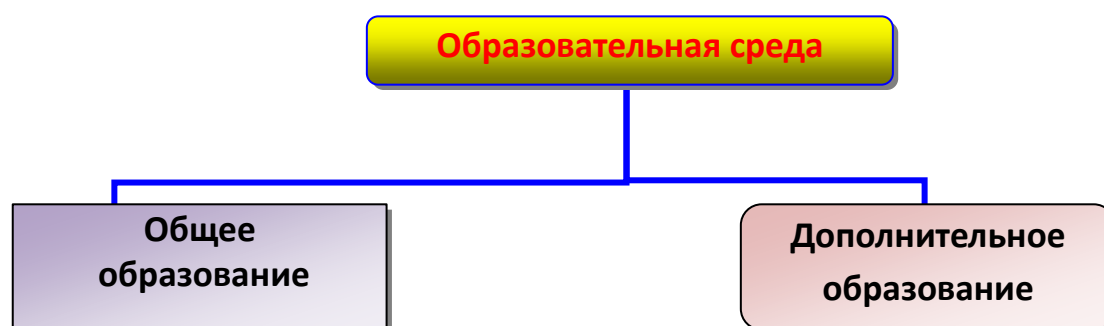 Образовательная среда
Общее
образование
Дополнительное
образование